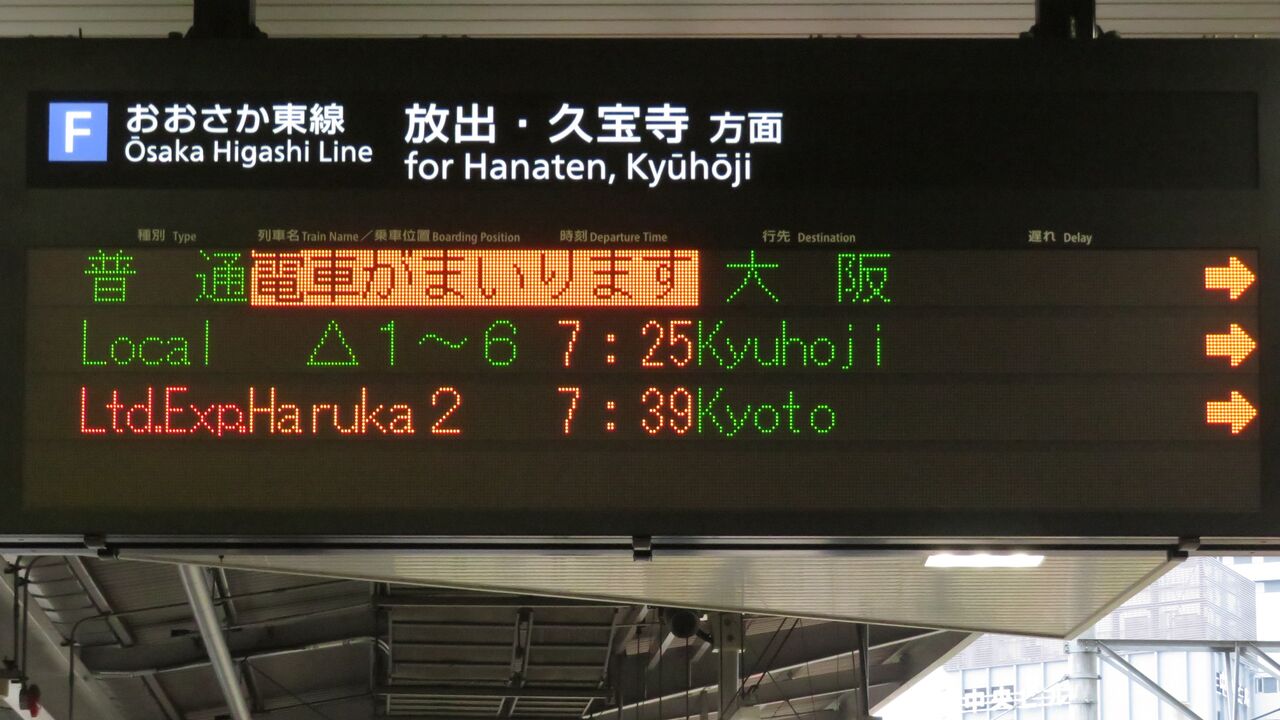 F おおさか東線 放出・久宝寺 方面
Ōsaka Higashi Line for Hanaten, Kyūhōji
種別 Type 列車名 Train Name／乗車位置 Boarding Position 時刻 Departure Time 行先 Destination 遅れ Delay
普 通 電車がまいります 大 阪 →
Local △1～6 7:25 Kyuhoji →
Ltd.Exp. Haruka 2 7:39 Kyoto →
中央